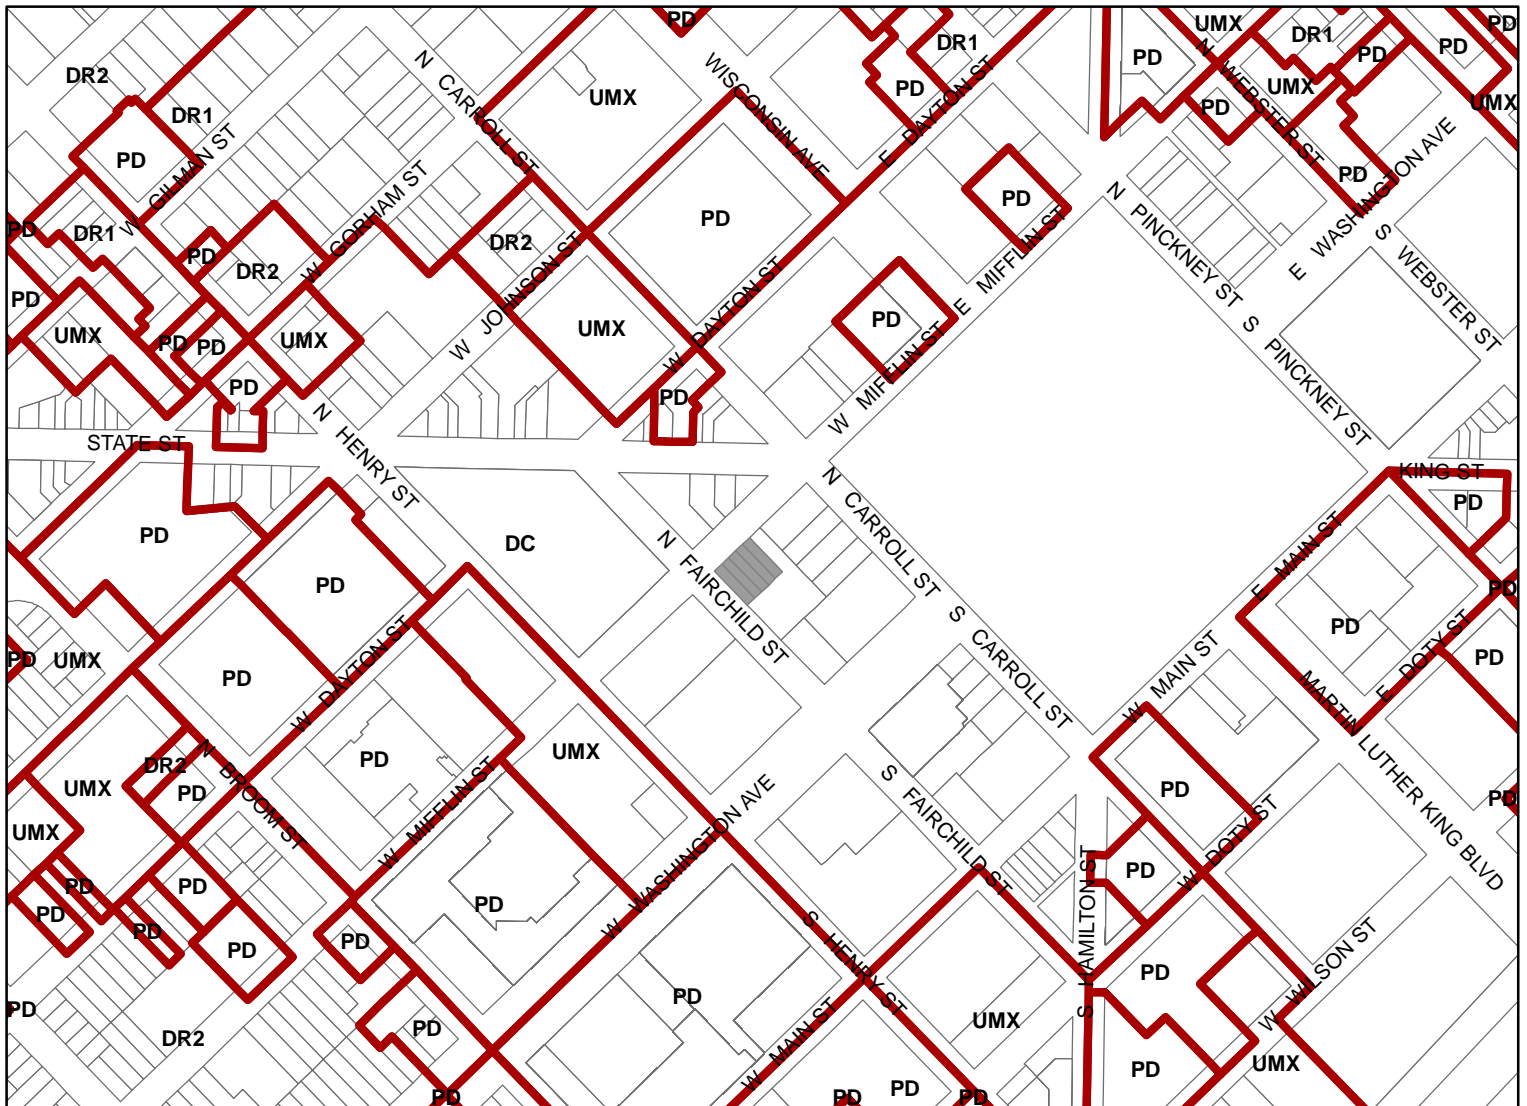 PD
UMX
DR1
PD
DR1
PD
PD
PD
DR2
N CARROLL ST
WISCONSIN AVE
E DAYTON ST
PD
UMX
UMX
N WEBSTER ST
PD
UMX
DR1
PD
W GILMAN ST
E WASHINGTON AVE
PD
W GORHAM ST
PD
PD
N PINCKNEY ST
PD
DR1
DR2
PD
S WEBSTER ST
PD
DR2
W JOHNSON ST
E MIFFLIN ST
PD
UMX
UMX
UMX
W DAYTON ST
PD
W MIFFLIN ST
S PINCKNEY ST
PD
PD
PD
PD
STATE ST
N HENRY ST
KING ST
PD
PD
DC
N FAIRCHILD ST
N CARROLL ST
E MAIN ST
PD
PD
S CARROLL ST
PD
E DOTY ST
PD
PD
UMX
PD
W DAYTON ST
W MAIN ST
MARTIN LUTHER KING BLVD
DR2
N BROOM ST
PD
UMX
UMX
PD
W MIFFLIN ST
S FAIRCHILD ST
PD
PD
UMX
W WASHINGTON AVE
W DOTY ST
PD
PD
PD
PD
PD
PD
S HAMILTON ST
PD
PD
S HENRY ST
PD
W WILSON ST
PD
PD
PD
UMX
DR2
W MAIN ST
PD
UMX
PD
PD
PD
PD